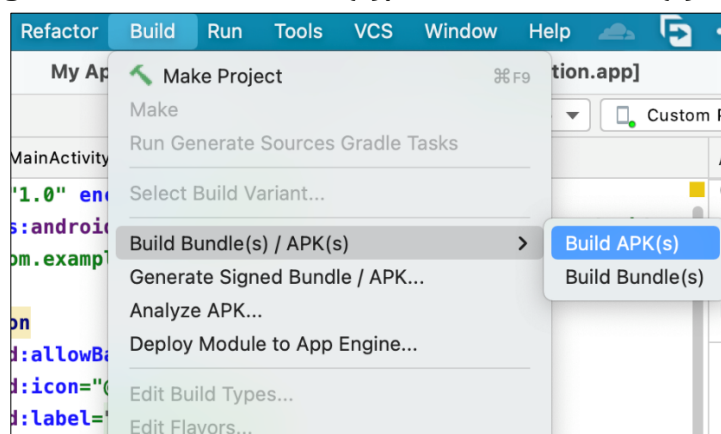 Refactor Build Run Tools VCS Window Help
My Ap
Make Project ⌘F9
tion.app]
Make
Custom
Run Generate Sources Gradle Tasks
MainActivity
"1.0" en
Select Build Variant...
s:androi
Build Bundle(s) / APK(s)
Build APK(s)
om.exampl
Generate Signed Bundle / APK...
Build Bundle(s)
Analyze APK...
on
Deploy Module to App Engine...
d:allowBa
d:icon="@
Edit Build Types...
d:label="
Edit Flavors...